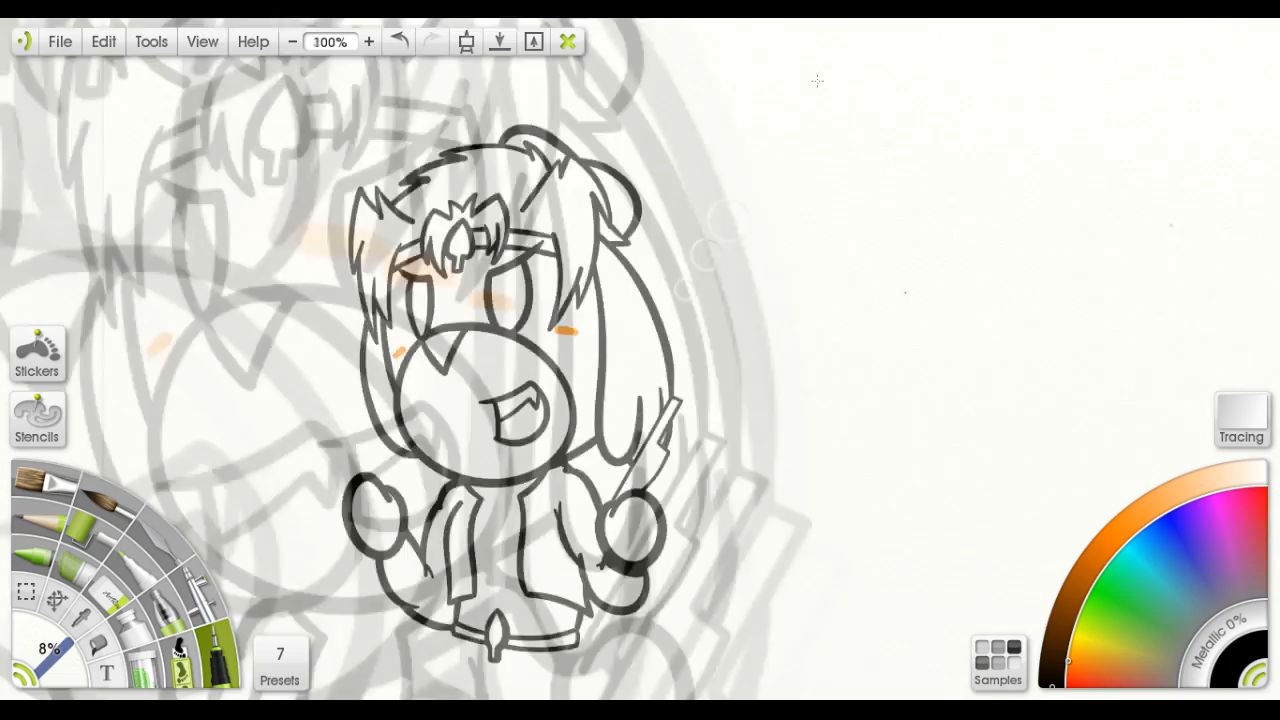 File Edit Tools View Help 100%
Stickers
Stencils
Tracing
8%
T
7
Presets
Samples
Metallic 0%